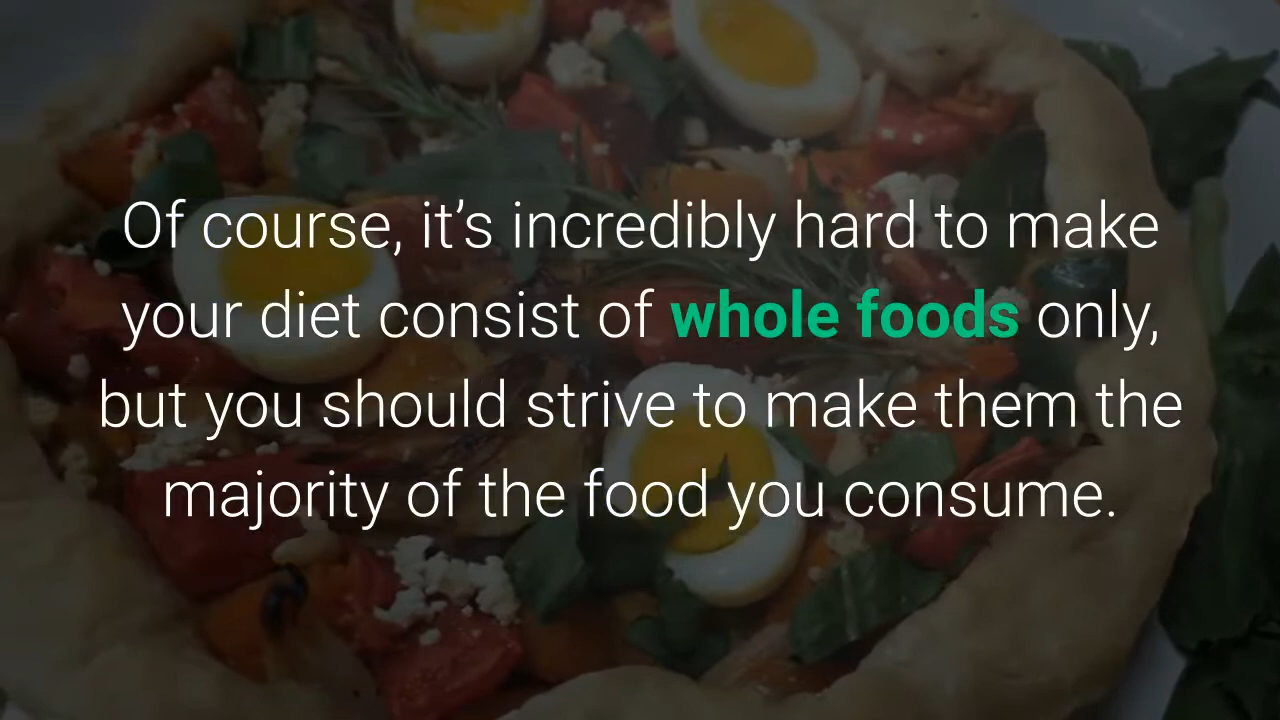 Of course, it’s incredibly hard to make
your diet consist of whole foods only,
but you should strive to make them the
majority of the food you consume.